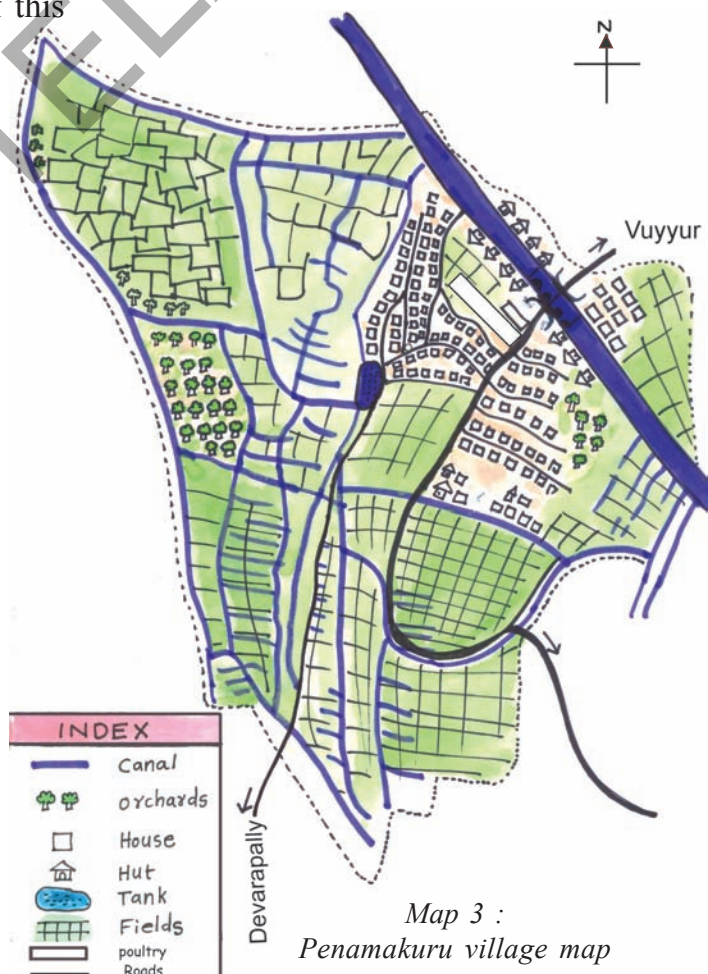 this
N
Vuyyur
INDEX
Canal
orchards
House
Hut
Tank
Fields
poultry
Roads
Devarapally
Map 3 :
Penamakuru village map